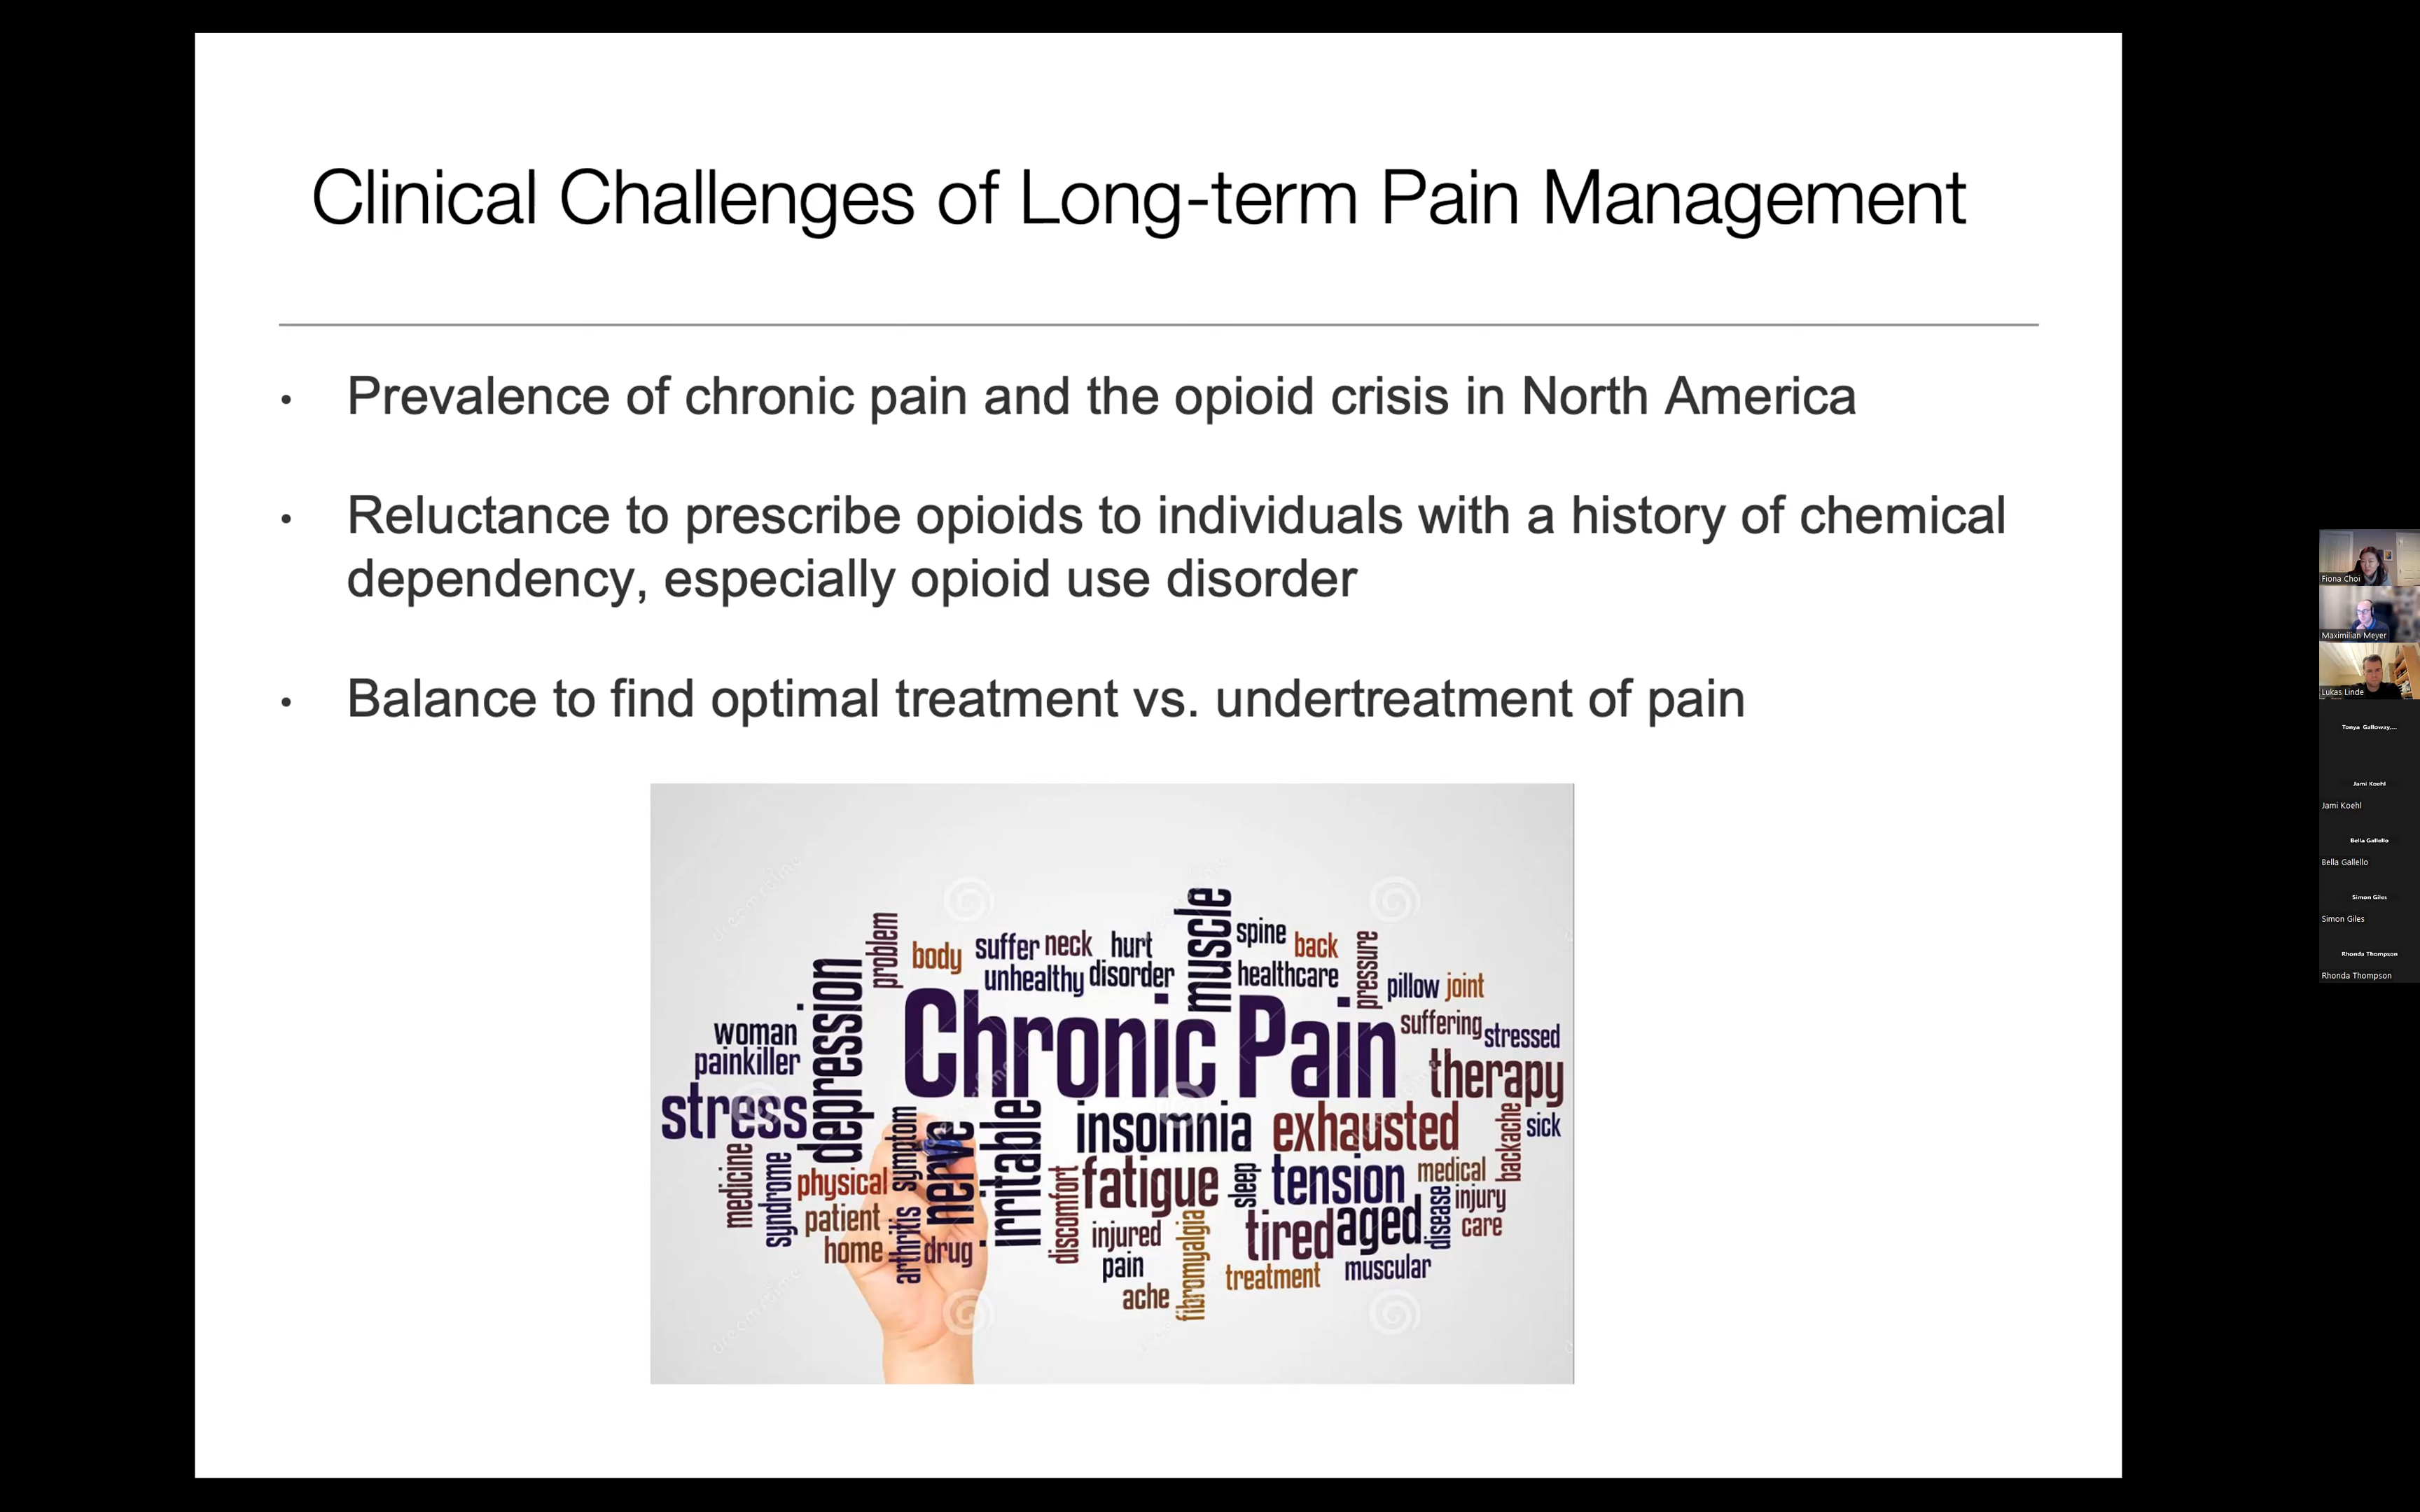 Clinical Challenges of Long-term Pain Management
• Prevalence of chronic pain and the opioid crisis in North America
• Reluctance to prescribe opioids to individuals with a history of chemical
dependency, especially opioid use disorder
• Balance to find optimal treatment vs. undertreatment of pain
problem
body
suffer
neck
hurt
muscle
spine
back
pressure
unhealthy
disorder
healthcare
pillow
joint
depression
Chronic Pain
suffering
stressed
woman
painkiller
therapy
stress
symptom
nerve
irritable
insomnia
exhausted
backache
sick
medicine
syndrome
physical
discomfort
fatigue
sleep
tension
medical
disease
injury
patient
arthritis
injured
fibromyalgia
tired
aged
care
home
drug
pain
treatment
muscular
ache
dreamstime
Fiona Choi
Maximilian Meyer
Lukas Linde
Tonya Galloway,...
Jami Koehl
Jami Koehl
Bella Gallello
Bella Gallello
Simon Giles
Simon Giles
Rhonda Thompson
Rhonda Thompson